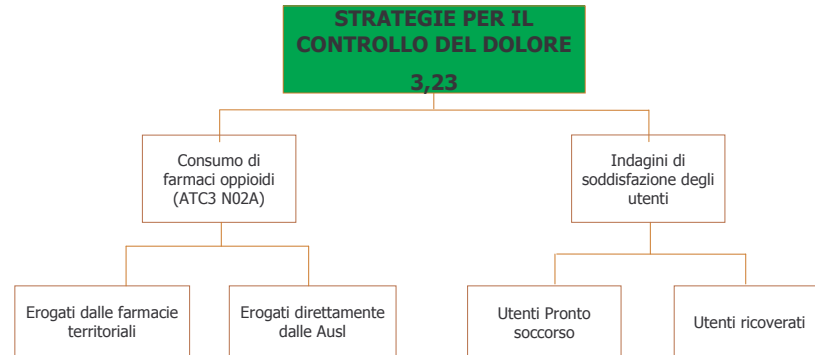 STRATEGIE PER IL
CONTROLLO DEL DOLORE
3,23
Consumo di
farmaci oppioidi
(ATC3 N02A)
Indagini di
soddisfazione degli
utenti
Erogati dalle farmacie
territoriali
Erogati direttamente
dalle Ausl
Utenti Pronto
soccorso
Utenti ricoverati